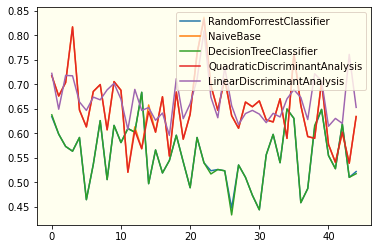 0.85
0.80
0.75
0.70
0.65
0.60
0.55
0.50
0.45
RandomForrestClassifier
NaiveBase
DecisionTreeClassifier
QuadraticDiscriminantAnalysis
LinearDiscriminantAnalysis
0 10 20 30 40